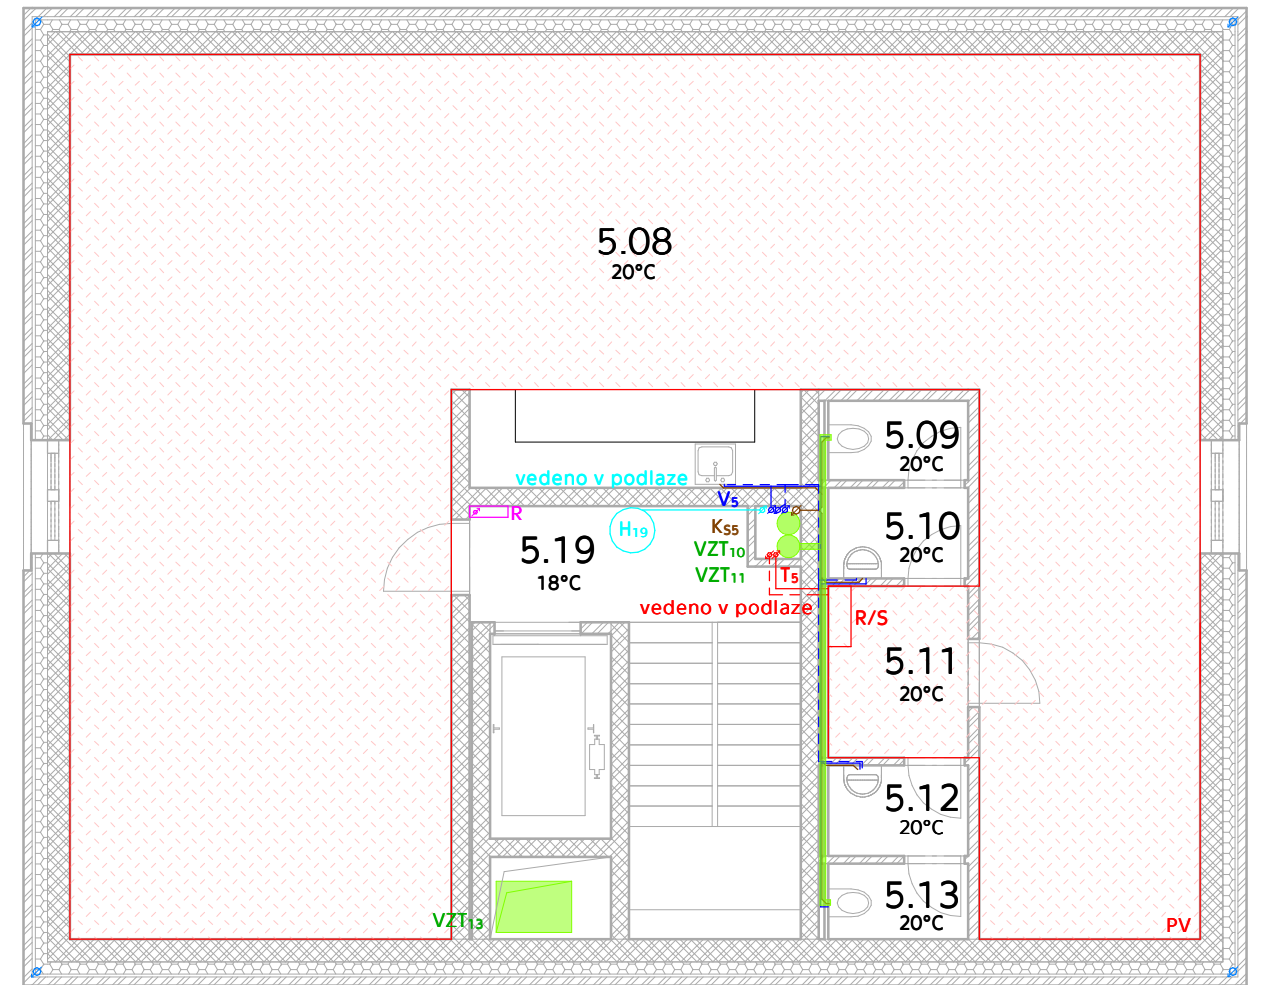 5.08
20°C
5.09
20°C
vedeno v podlaze
V5
R
H19
KS5
5.10
20°C
5.19
18°C
VZT10
VZT11
T5
vedeno v podlaze
R/S
5.11
20°C
5.12
20°C
5.13
20°C
VZT13
PV